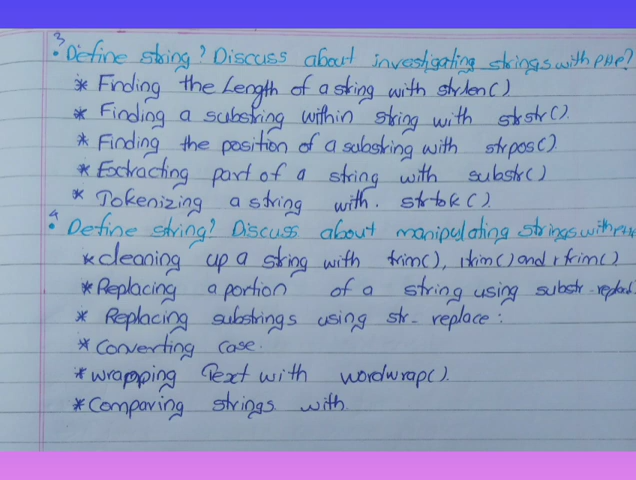 3. Define string? Discuss about investigating strings with PHP?
* Finding the Length of a string with strlen()
* Finding a substring within string with strstr().
* Finding the position of a substring with strpos()
* Extracting part of a string with substr()
* Tokenizing a string with. strtok().
4. Define string? Discuss about manipulating strings with PHP
* cleaning up a string with trim(), ltrim() and rtrim()
* Replacing a portion of a string using substr-replace
* Replacing substrings using str-replace:
* Converting case.
* wrapping Text with wordwrap().
* Comparing strings with